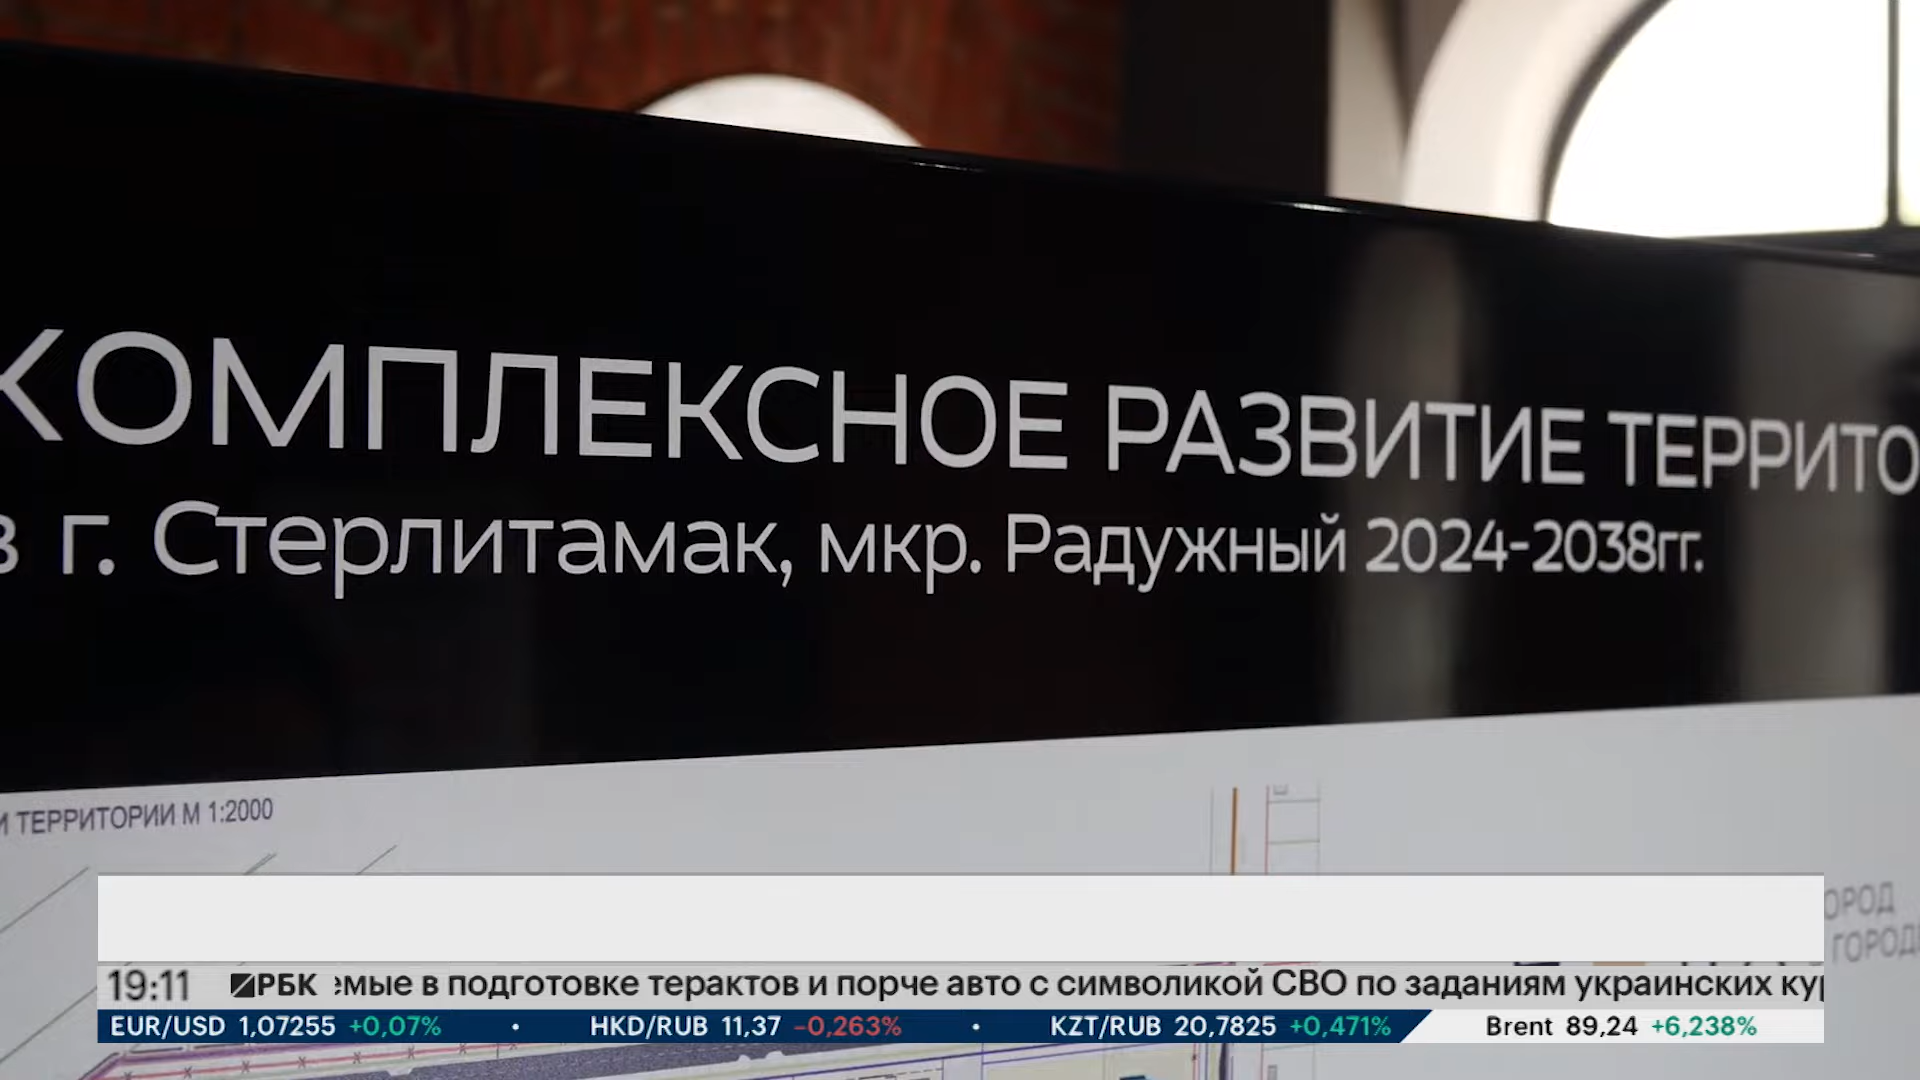 КОМПЛЕКСНОЕ РАЗВИТИЕ ТЕРРИТО
в г. Стерлитамак, мкр. Радужный 2024-2038гг.
И ТЕРРИТОРИИ М 1:2000
ОРОД
ГОРОД
19:11 РБК емые в подготовке терактов и порче авто с символикой СВО по заданиям украинских ку
EUR/USD 1,07255 +0,07% • HKD/RUB 11,37 −0,263% • KZT/RUB 20,7825 +0,471% Brent 89,24 +6,238%